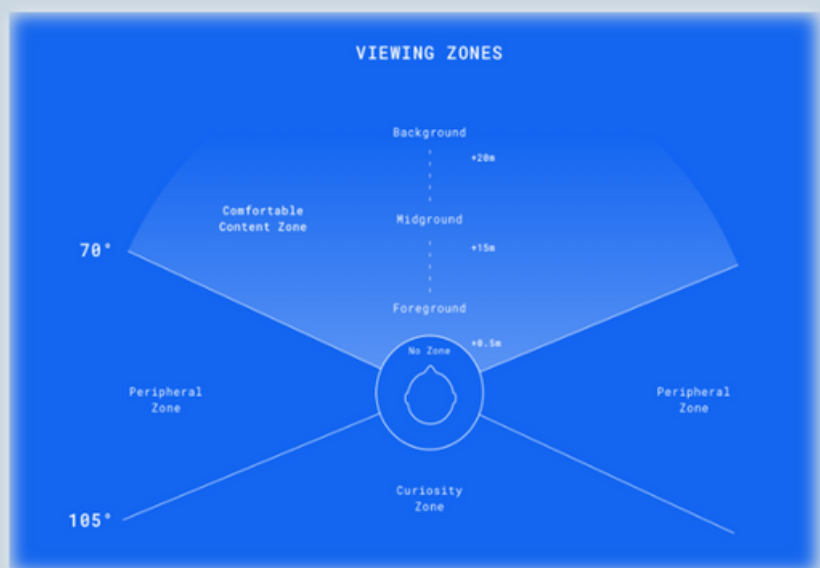 VIEWING ZONES
Background
+20m
Comfortable
Content Zone
Midground
70°
+15m
Foreground
+0.5m
No Zone
Peripheral
Zone
Peripheral
Zone
Curiosity
Zone
105°